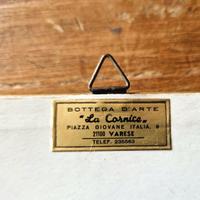 BOTTEGA D'ARTE
"La Cornice"
PIAZZA GIOVANE ITALIA, 8
21100 VARESE
TELEF. 235563